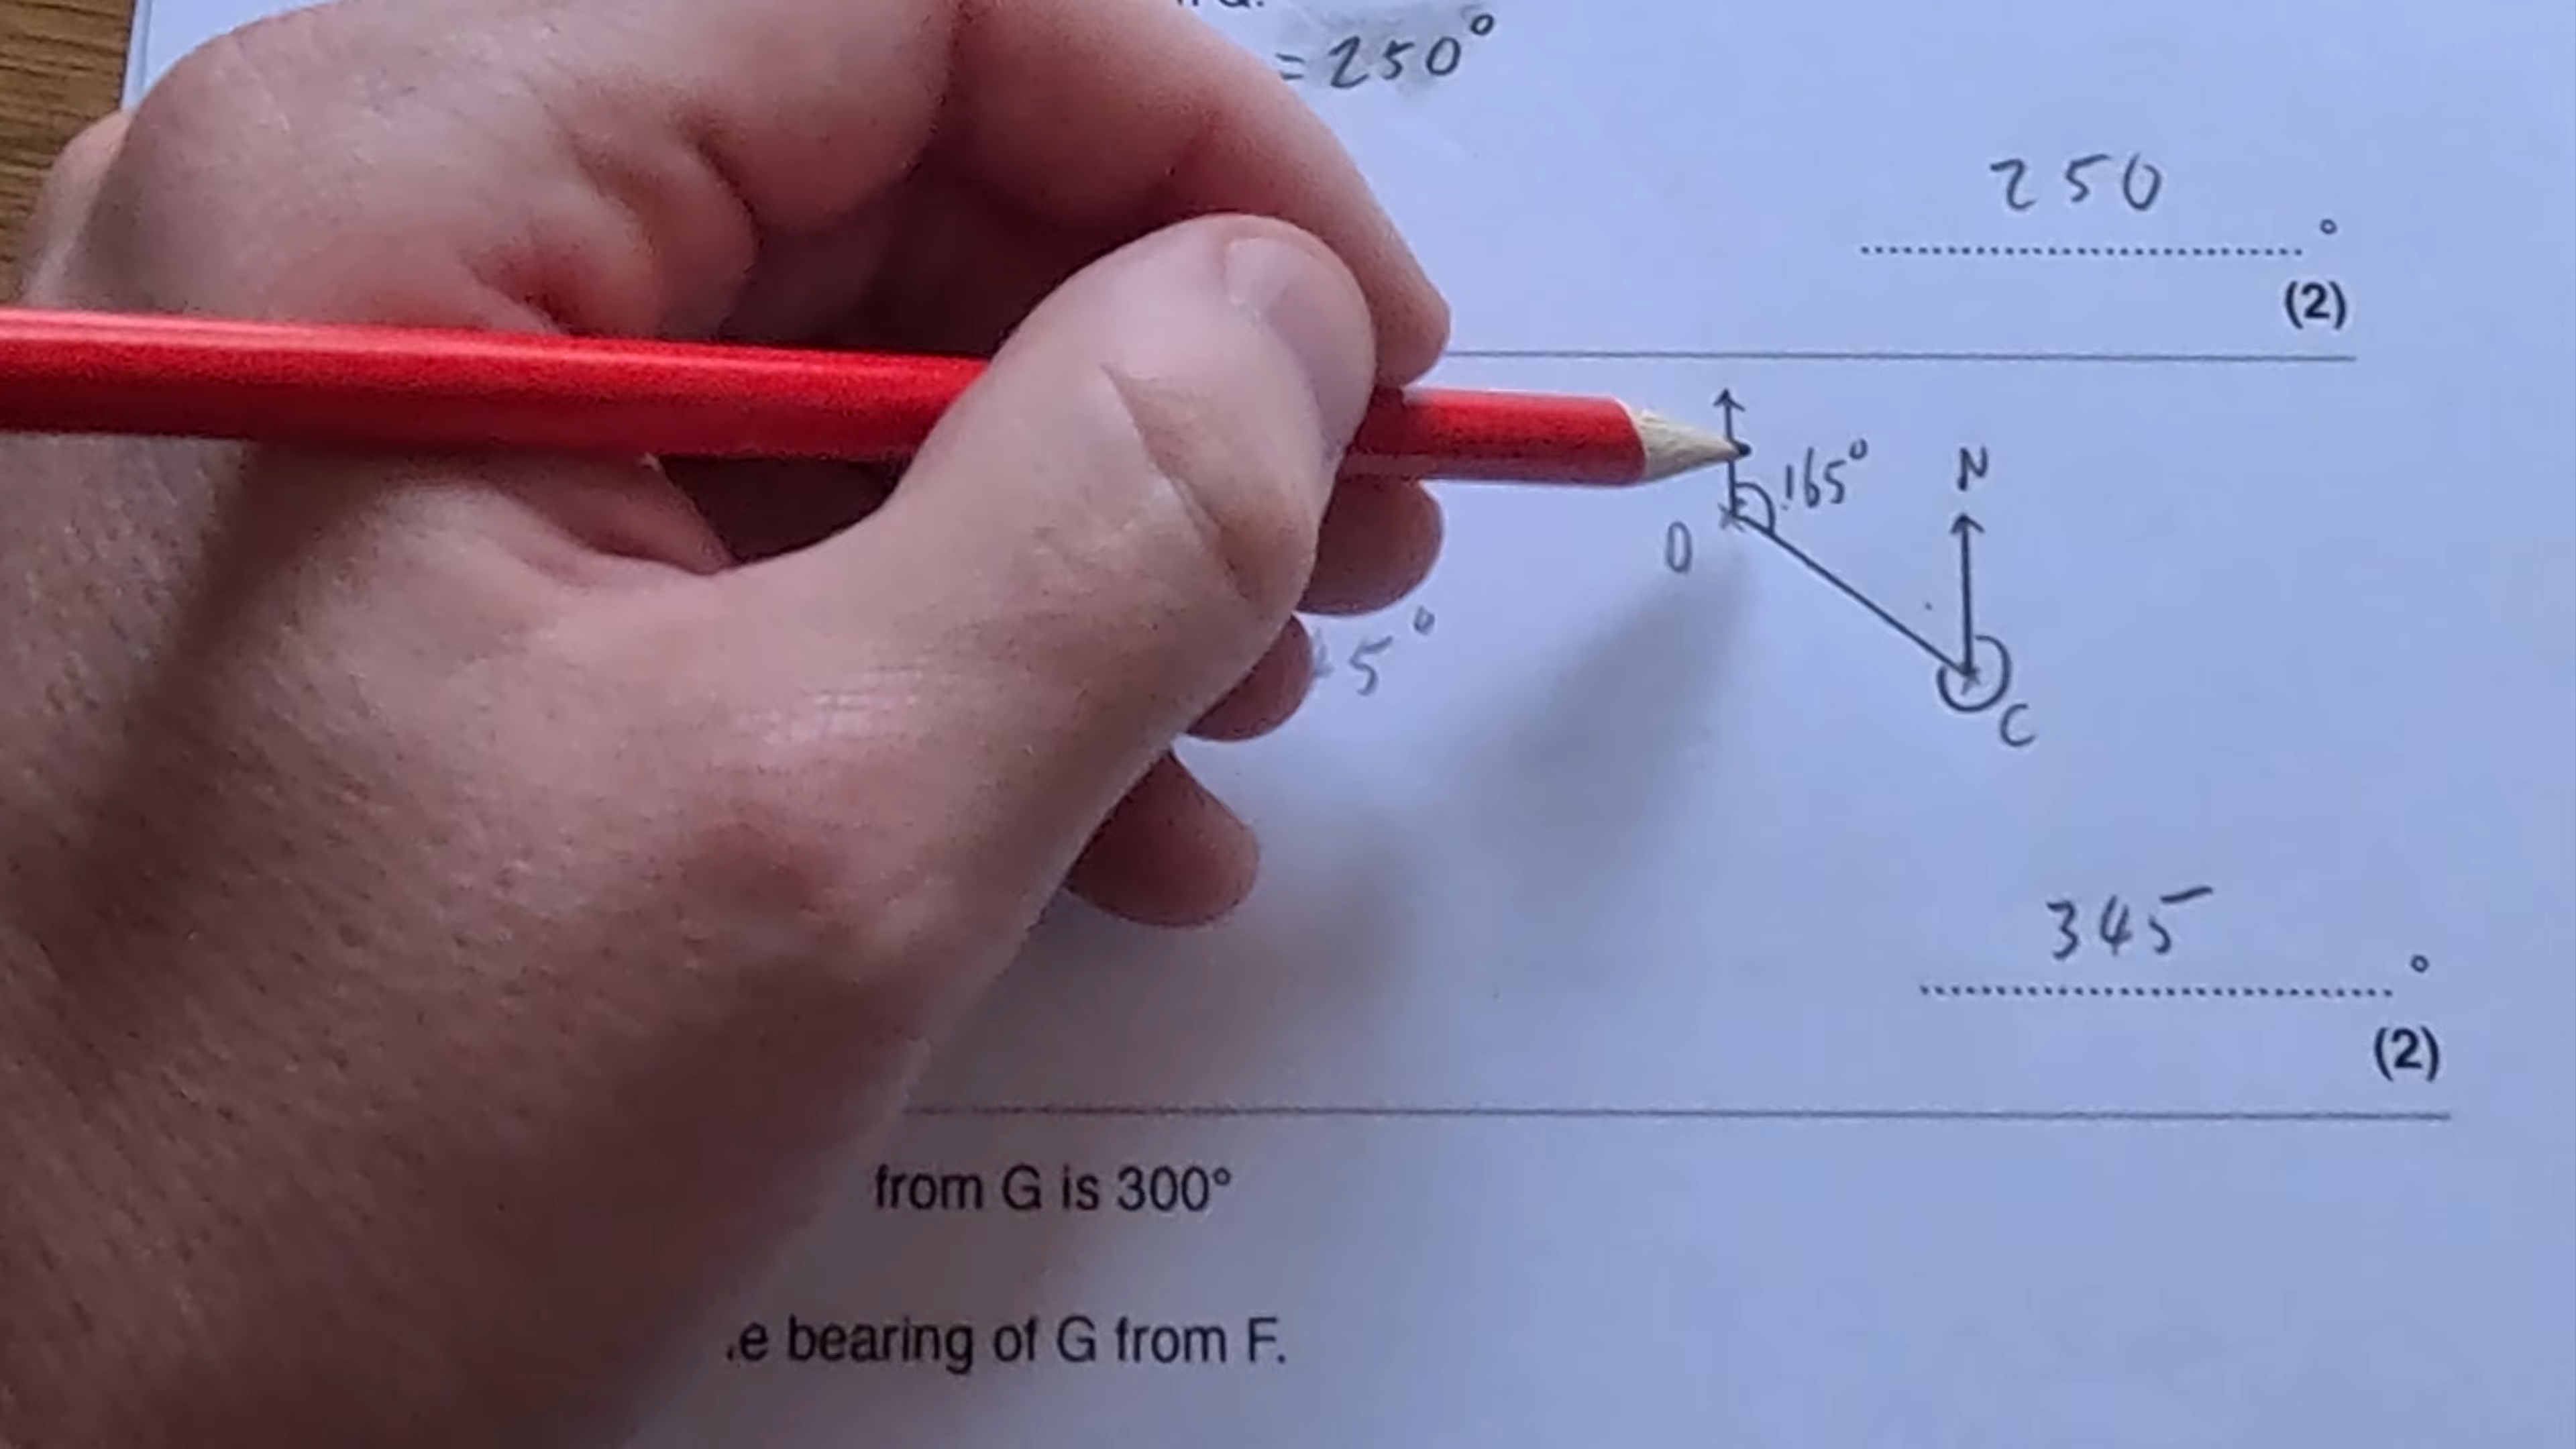 = 250°
250 °
(2)
165°
N
O
5°
C
345 °
(2)
from G is 300°
bearing of G from F.